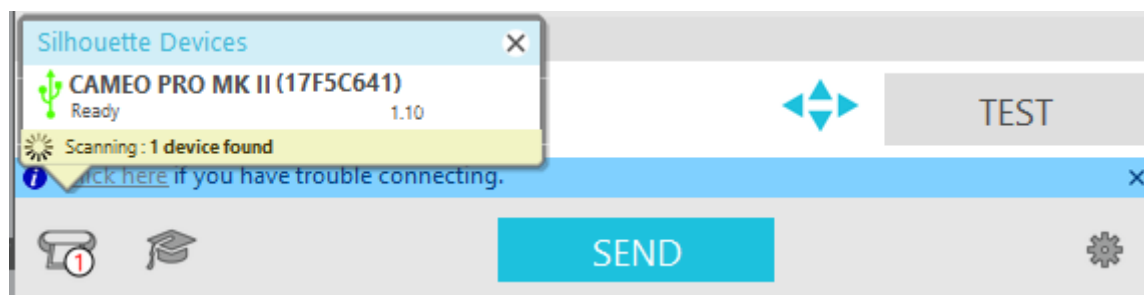 Silhouette Devices
CAMEO PRO MK II (17F5C641)
Ready 1.10
Scanning : 1 device found
TEST
here if you have trouble connecting.
1
SEND